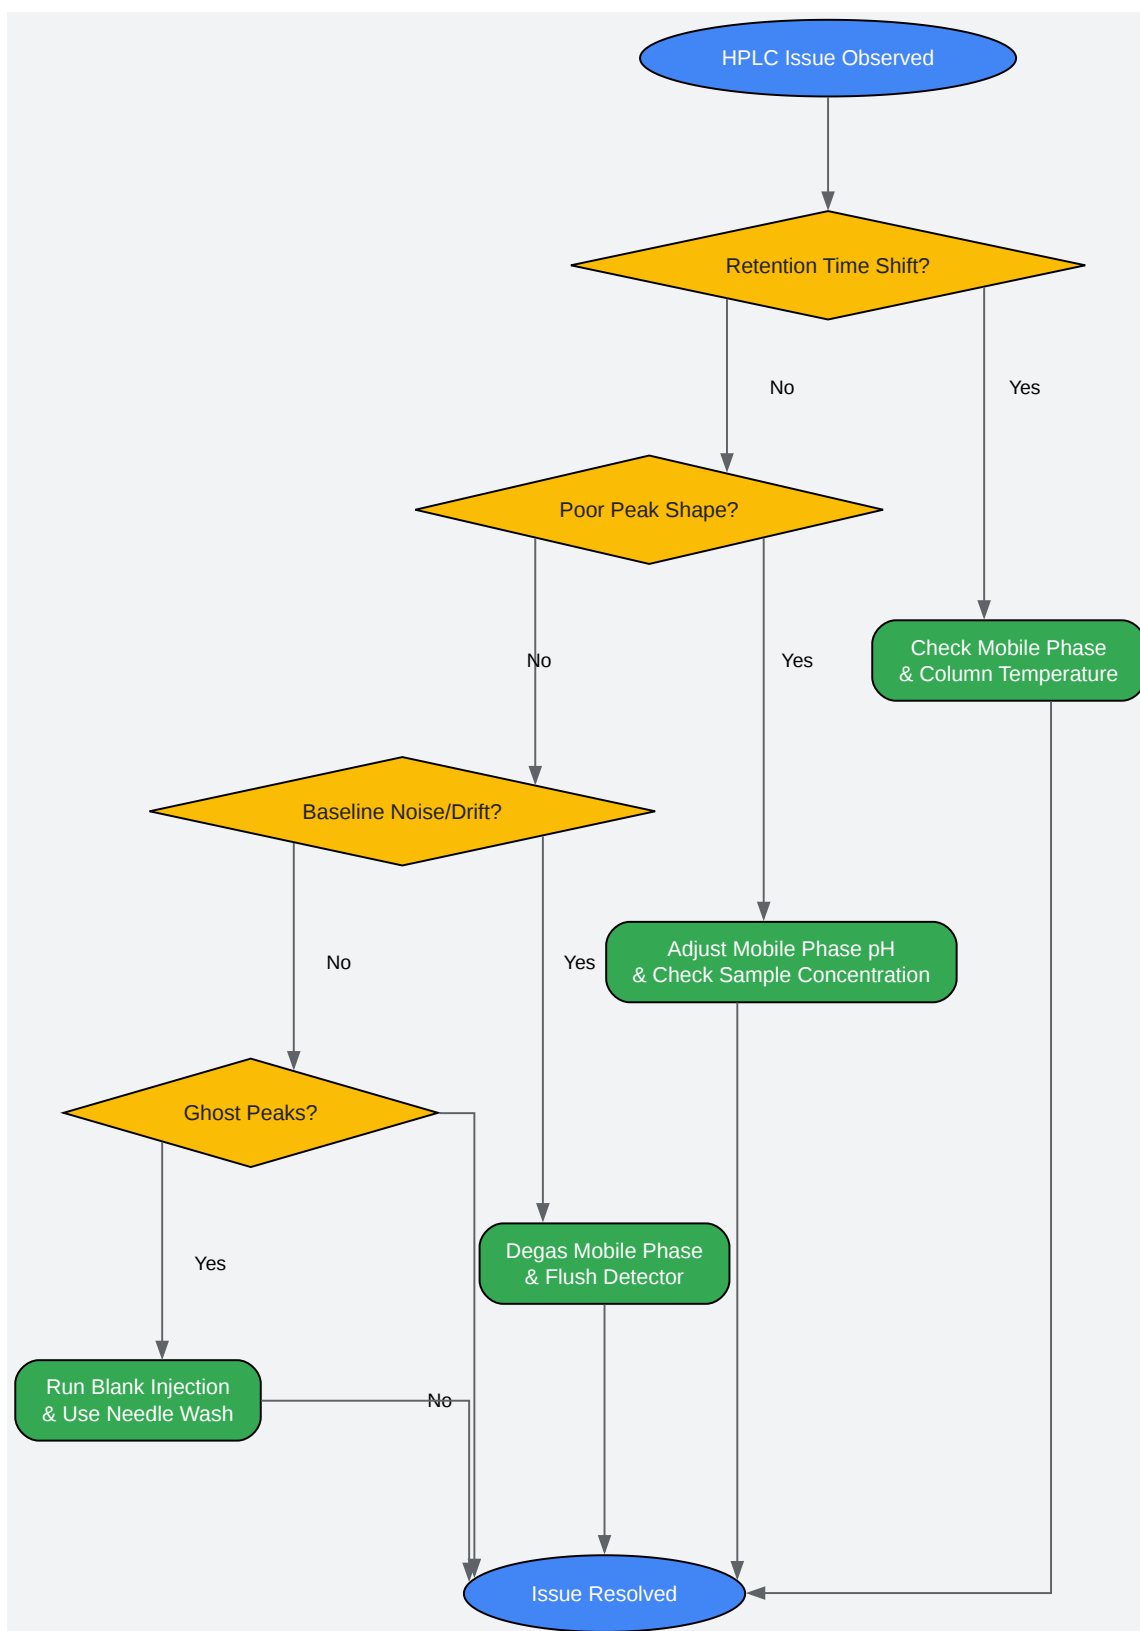 HPLC Issue Observed
Retention Time Shift?
No
Yes
Poor Peak Shape?
No
Yes
Check Mobile Phase
& Column Temperature
Baseline Noise/Drift?
No
Yes
Adjust Mobile Phase pH
& Check Sample Concentration
Ghost Peaks?
Yes
Degas Mobile Phase
& Flush Detector
Run Blank Injection
& Use Needle Wash
No
Issue Resolved